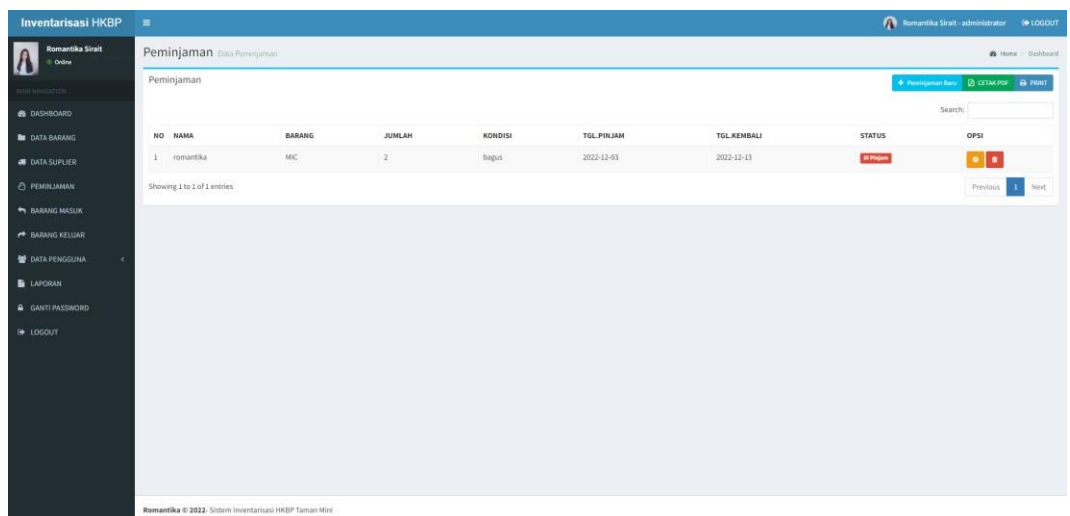 Inventarisasi HKBP
Romantika Sirait - administrator LOGOUT
Romantika Sirait
Online
MAIN NAVIGATION
DASHBOARD
DATA BARANG
DATA SUPLIER
PEMINJAMAN
BARANG MASUK
BARANG KELUAR
DATA PENGGUNA
LAPORAN
GANTI PASSWORD
LOGOUT
Peminjaman Data Peminjaman
Home Dashboard
Peminjaman
Peminjaman Baru CETAK PDF PRINT
Search:
NO NAMA BARANG JUMLAH KONDISI TGL.PINJAM TGL.KEMBALI STATUS OPSI
1 romantika MIC 2 bagus 2022-12-03 2022-12-13 Di Pinjam
Showing 1 to 1 of 1 entries
Previous 1 Next
Romantika © 2022- Sistem Inventarisasi HKBP Taman Mini